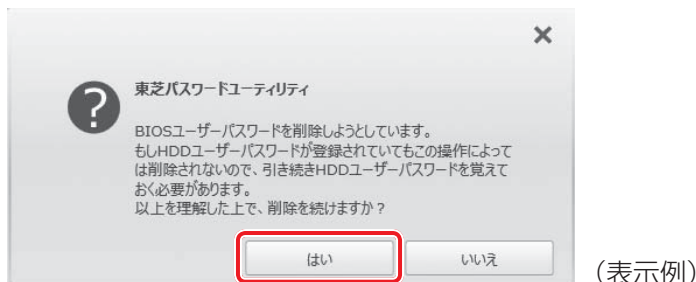 東芝パスワードユーティリティ
BIOSユーザーパスワードを削除しようとしています。
もしHDDユーザーパスワードが登録されていてもこの操作によって
は削除されないので、引き続きHDDユーザーパスワードを覚えて
おく必要があります。
以上を理解した上で、削除を続けますか？
はい いいえ
（表示例）